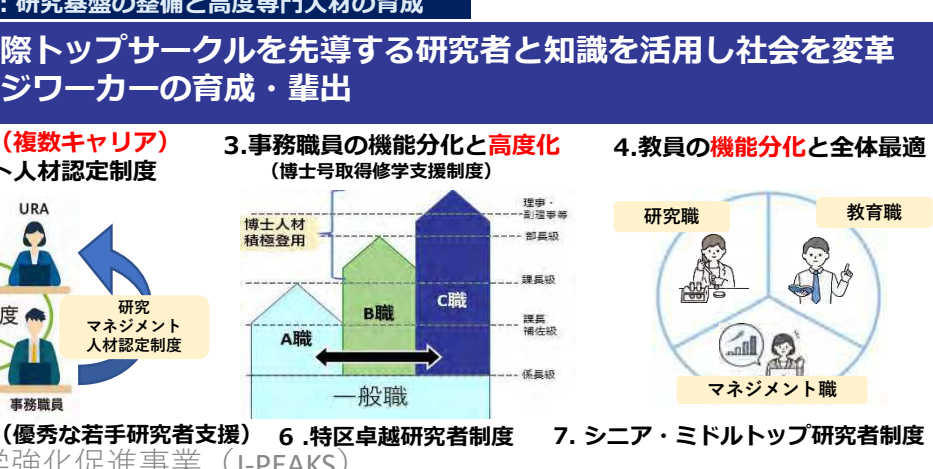 ：研究基盤の整備と高度専門人材の育成
際トップサークルを先導する研究者と知識を活用し社会を変革
ジワーカーの育成・輩出
（複数キャリア）
ト人材認定制度
URA
度
研究
マネジメント
人材認定制度
事務職員
3.事務職員の機能分化と高度化
（博士号取得修学支援制度）
博士人材
積極登用
A職
B職
C職
一般職
理事・
副理事等
部長級
課長級
課長
補佐級
係長級
4.教員の機能分化と全体最適
研究職
教育職
マネジメント職
（優秀な若手研究者支援）
6 .特区卓越研究者制度
7. シニア・ミドルトップ研究者制度
学強化促進事業（J-PEAKS）